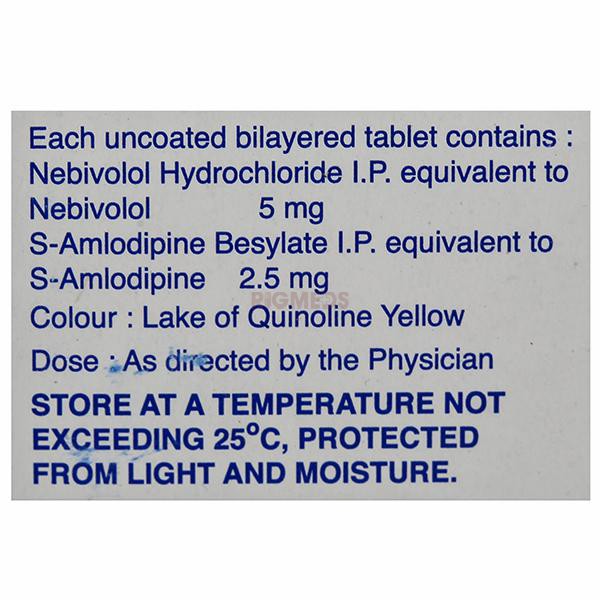 Each uncoated bilayered tablet contains :
Nebivolol Hydrochloride I.P. equivalent to
Nebivolol 5 mg
S-Amlodipine Besylate I.P. equivalent to
S-Amlodipine 2.5 mg
PIGMEDS
Colour : Lake of Quinoline Yellow
Dose : As directed by the Physician
STORE AT A TEMPERATURE NOT
EXCEEDING 25°C, PROTECTED
FROM LIGHT AND MOISTURE.